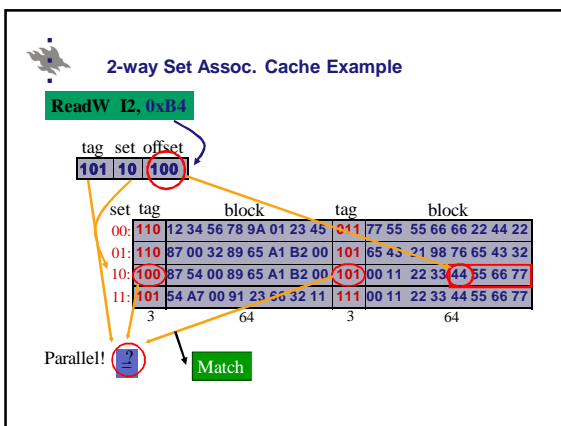 2-way Set Assoc. Cache Example
ReadW I2, 0xB4
tag set offset
101 10 100
set tag block tag block
00: 110 12 34 56 78 9A 01 23 45 011 77 55 55 66 66 22 44 22
01: 110 87 00 32 89 65 A1 B2 00 101 65 43 21 98 76 65 43 32
10: 100 87 54 00 89 65 A1 B2 00 101 00 11 22 33 44 55 66 77
11: 101 54 A7 00 91 23 66 32 11 111 00 11 22 33 44 55 66 77
3 64 3 64
Parallel! ?
=
Match